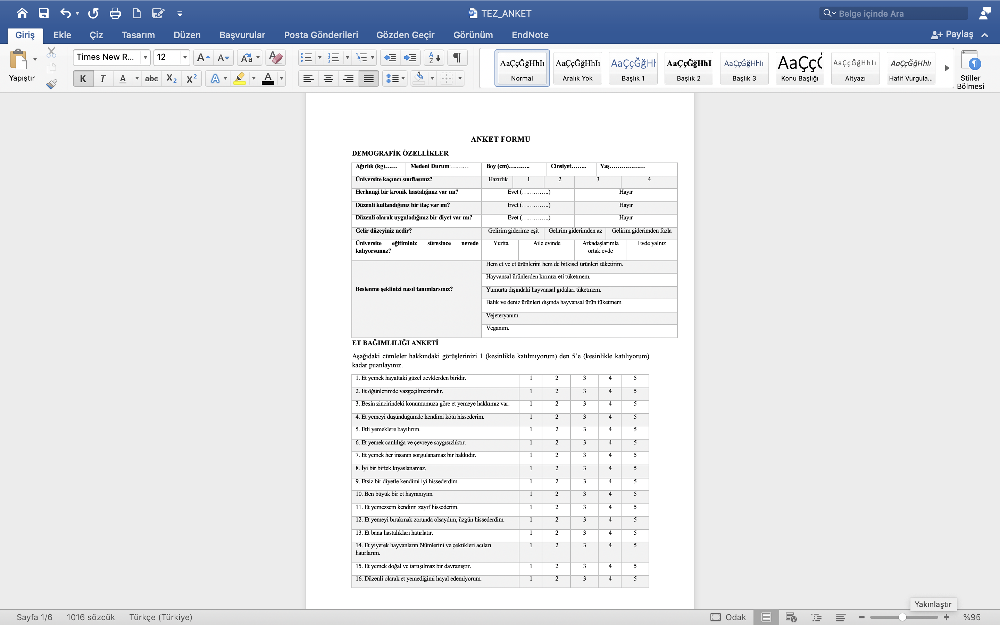 TEZ_ANKET
Belge içinde Ara
Giriş Ekle Çiz Tasarım Düzen Başvurular Posta Gönderileri Gözden Geçir Görünüm EndNote Paylaş
Yapıştır
Times New R... 12
K T A abc X2 X2 A A
AaÇçĞğHhIı AaÇçĞğHhIı AaÇçĞğHł AaÇçĞğHhI AaÇçĞğHhIı AaÇçĞ AaÇçĞğHhIı AaÇçĞğHhIı
Normal Aralık Yok Başlık 1 Başlık 2 Başlık 3 Konu Başlığı Altyazı Hafif Vurgula...
Stiller
Bölmesi
ANKET FORMU
DEMOGRAFİK ÖZELLİKLER
Ağırlık (kg)…… Medeni Durum:……… Boy (cm)……….. Cinsiyet…….. Yaş………………
Üniversite kaçıncı sınıftasınız? Hazırlık 1 2 3 4
Herhangi bir kronik hastalığınız var mı? Evet (…………..) Hayır
Düzenli kullandığınız bir ilaç var mı? Evet (…………..) Hayır
Düzenli olarak uyguladığınız bir diyet var mı? Evet (…………..) Hayır
Gelir düzeyiniz nedir? Gelirim giderime eşit Gelirim giderimden az Gelirim giderimden fazla
Üniversite eğitiminiz süresince nerede kalıyorsunuz? Yurtta Aile evinde Arkadaşlarımla ortak evde Evde yalnız
Beslenme şeklinizi nasıl tanımlarsınız?
Hem et ve et ürünlerini hem de bitkisel ürünleri tüketirim.
Hayvansal ürünlerden kırmızı eti tüketmem.
Yumurta dışındaki hayvansal gıdaları tüketmem.
Balık ve deniz ürünleri dışında hayvansal ürün tüketmem.
Vejeteryanım.
Veganım.
ET BAĞIMLILIĞI ANKETİ
Aşağıdaki cümleler hakkındaki görüşlerinizi 1 (kesinlikle katılmıyorum) den 5’e (kesinlikle katılıyorum)
kadar puanlayınız.
1. Et yemek hayattaki güzel zevklerden biridir. 1 2 3 4 5
2. Et öğünlerimde vazgeçilmezimdir. 1 2 3 4 5
3. Besin zincirindeki konumumuza göre et yemeye hakkımız var. 1 2 3 4 5
4. Et yemeyi düşündüğümde kendimi kötü hissederim. 1 2 3 4 5
5. Etli yemeklere bayılırım. 1 2 3 4 5
6. Et yemek canlılığa ve çevreye saygısızlıktır. 1 2 3 4 5
7. Et yemek her insanın sorgulanamaz bir hakkıdır. 1 2 3 4 5
8. İyi bir biftek kıyaslanamaz. 1 2 3 4 5
9. Etsiz bir diyetle kendimi iyi hissederdim. 1 2 3 4 5
10. Ben büyük bir et hayranıyım. 1 2 3 4 5
11. Et yemezsem kendimi zayıf hissederim. 1 2 3 4 5
12. Et yemeyi bırakmak zorunda olsaydım, üzgün hissederdim. 1 2 3 4 5
13. Et bana hastalıkları hatırlatır. 1 2 3 4 5
14. Et yiyerek hayvanların ölümlerini ve çektikleri acıları 1 2 3 4 5
hatırlarım.
15. Et yemek doğal ve tartışılmaz bir davranıştır. 1 2 3 4 5
16. Düzenli olarak et yemediğimi hayal edemiyorum. 1 2 3 4 5
Yakınlaştır
Sayfa 1/6 1016 sözcük Türkçe (Türkiye) Odak %95